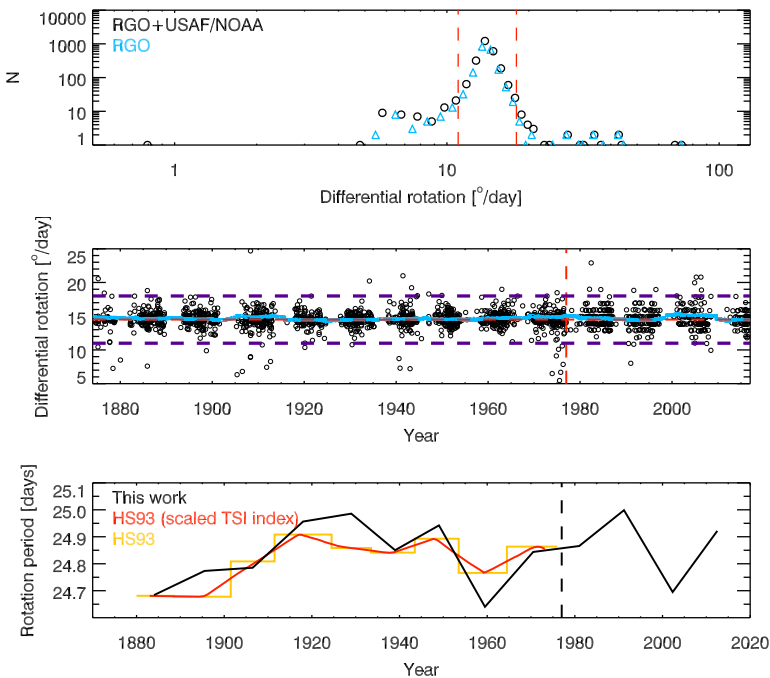 RGO+USAF/NOAA
RGO
10000
1000
100
10
1
N
1 10 100
Differential rotation [°/day]
25
20
15
10
5
Differential rotation [°/day]
1880 1900 1920 1940 1960 1980 2000
Year
This work
HS93 (scaled TSI index)
HS93
25.1
25.0
24.9
24.8
24.7
Rotation period [days]
1880 1900 1920 1940 1960 1980 2000 2020
Year